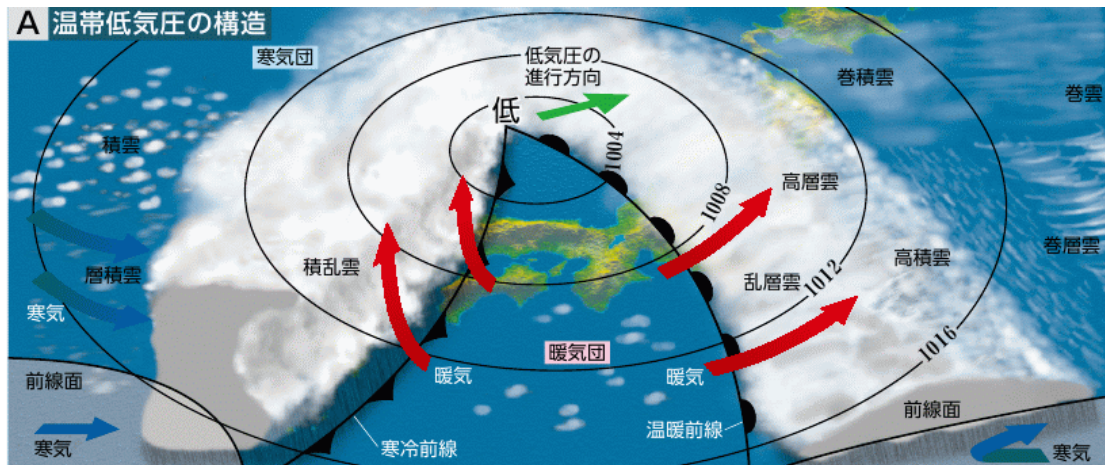 A 温帯低気圧の構造
寒気団
低気圧の
進行方向
低
巻積雲
巻雲
積雲
1004
高層雲
1008
巻層雲
層積雲
積乱雲
乱層雲
高積雲
1012
寒気
1016
暖気団
暖気
暖気
前線面
前線面
寒気
寒冷前線
温暖前線
寒気